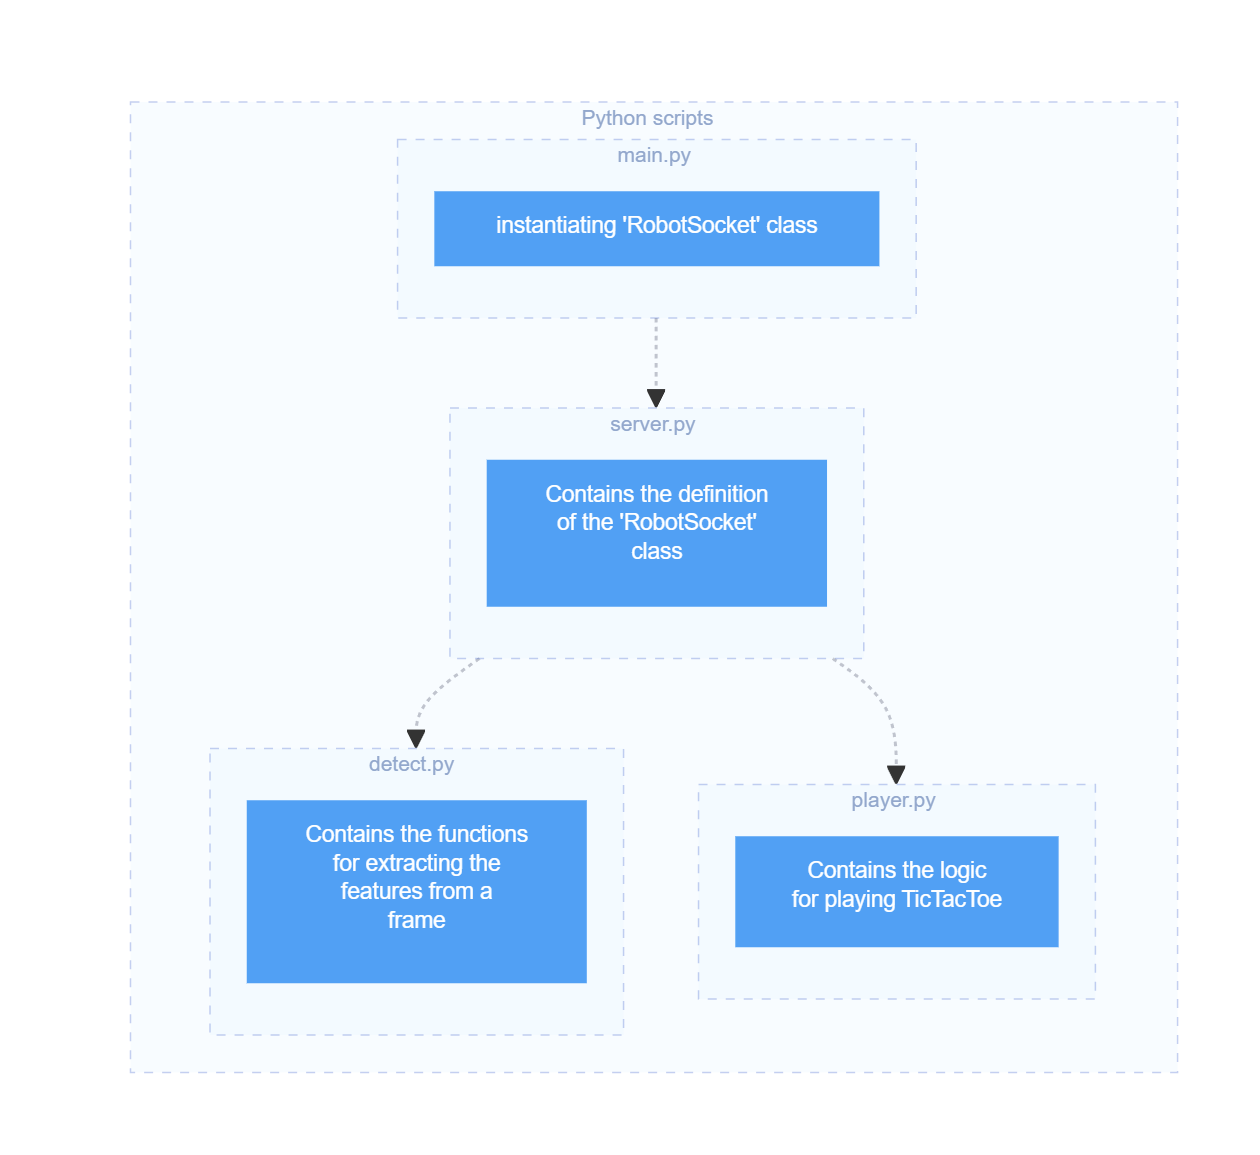 Python scripts
main.py
instantiating 'RobotSocket' class
server.py
Contains the definition
of the 'RobotSocket'
class
detect.py
Contains the functions
for extracting the
features from a
frame
player.py
Contains the logic
for playing TicTacToe